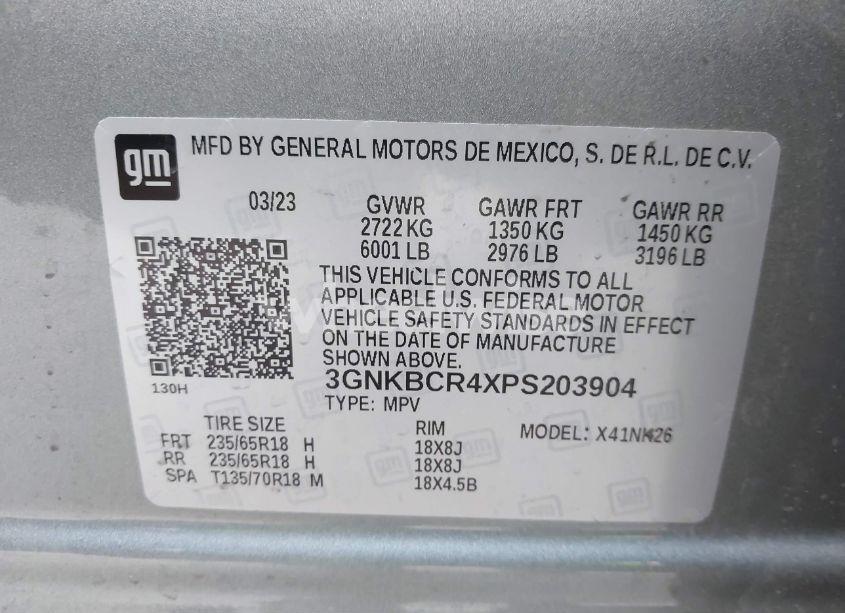 gm
MFD BY GENERAL MOTORS DE MEXICO, S. DE R.L. DE C.V.
03/23 GVWR GAWR FRT GAWR RR
2722 KG 1350 KG 1450 KG
6001 LB 2976 LB 3196 LB
THIS VEHICLE CONFORMS TO ALL
APPLICABLE U.S. FEDERAL MOTOR
VEHICLE SAFETY STANDARDS IN EFFECT
ON THE DATE OF MANUFACTURE
SHOWN ABOVE.
3GNKBCR4XPS203904
TYPE: MPV
130H
TIRE SIZE RIM MODEL: X41NK26
FRT 235/65R18 H 18X8J
RR 235/65R18 H 18X8J
SPA T135/70R18 M 18X4.5B